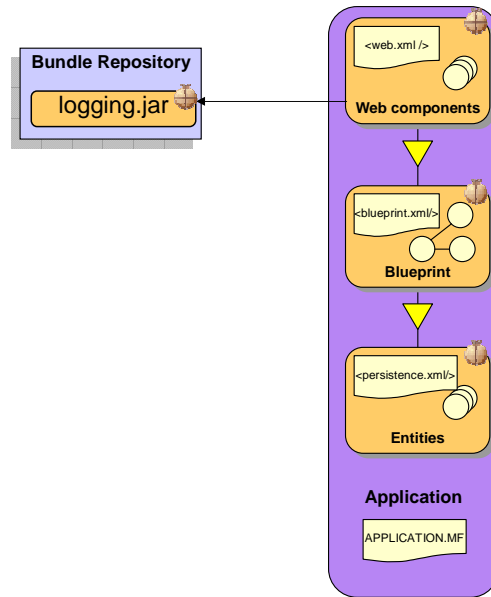 Bundle Repository
logging.jar
<web.xml />
Web components
<blueprint.xml/>
Blueprint
<persistence.xml/>
Entities
Application
APPLICATION.MF